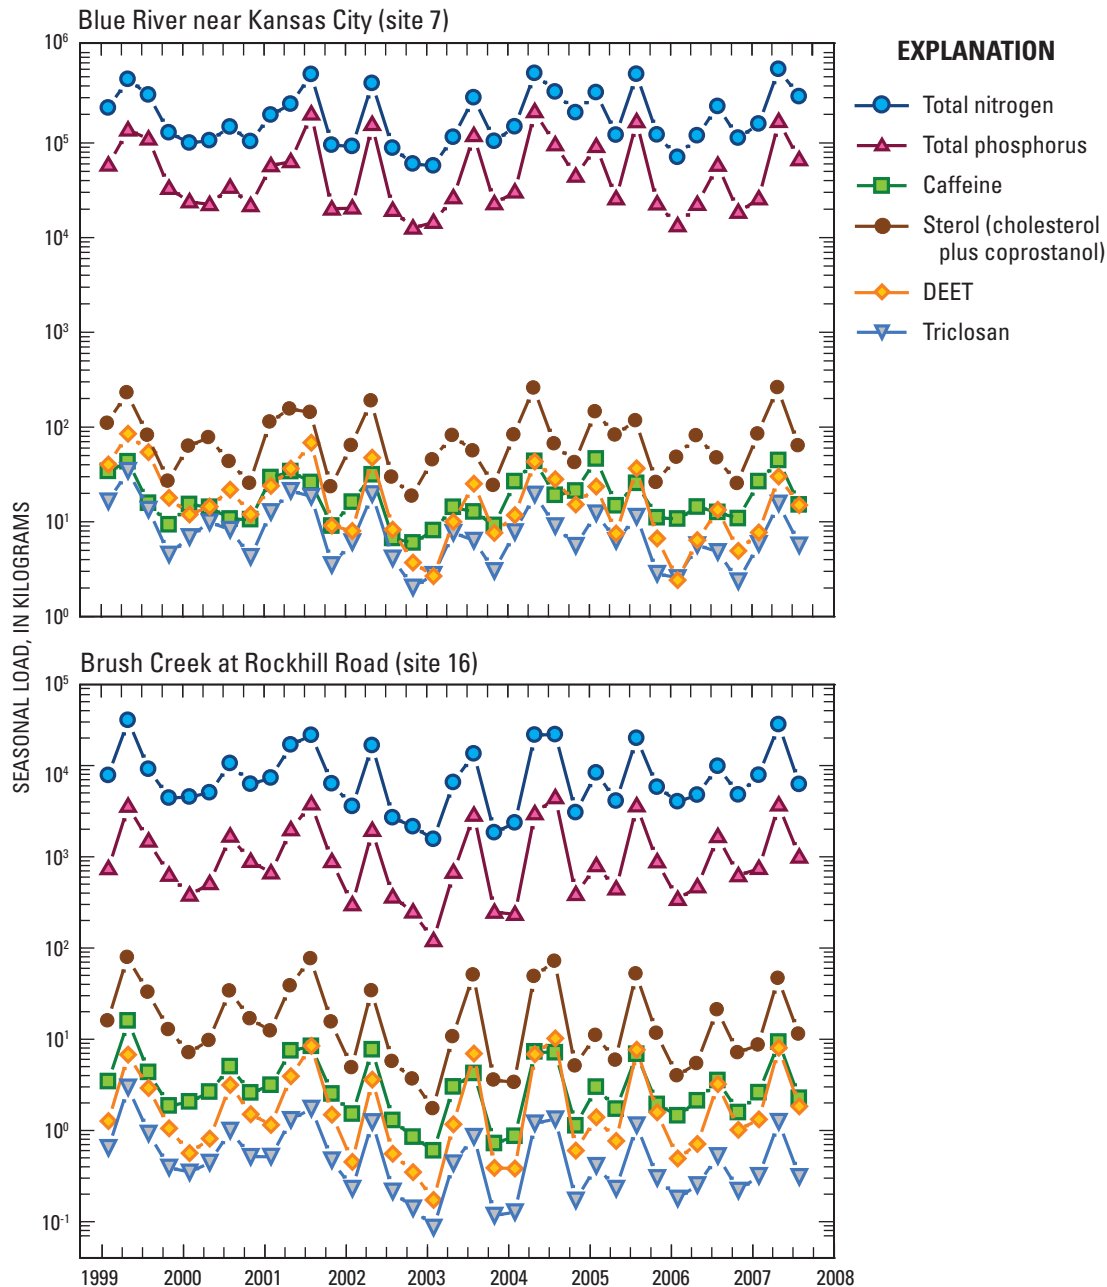 Blue River near Kansas City (site 7)
10⁶
10⁵
10⁴
10³
10²
10¹
10⁰
EXPLANATION
Total nitrogen
Total phosphorus
Caffeine
Sterol (cholesterol
plus coprostanol)
DEET
Triclosan
SEASONAL LOAD, IN KILOGRAMS
Brush Creek at Rockhill Road (site 16)
10⁵
10⁴
10³
10²
10¹
10⁰
10⁻¹
1999 2000 2001 2002 2003 2004 2005 2006 2007 2008